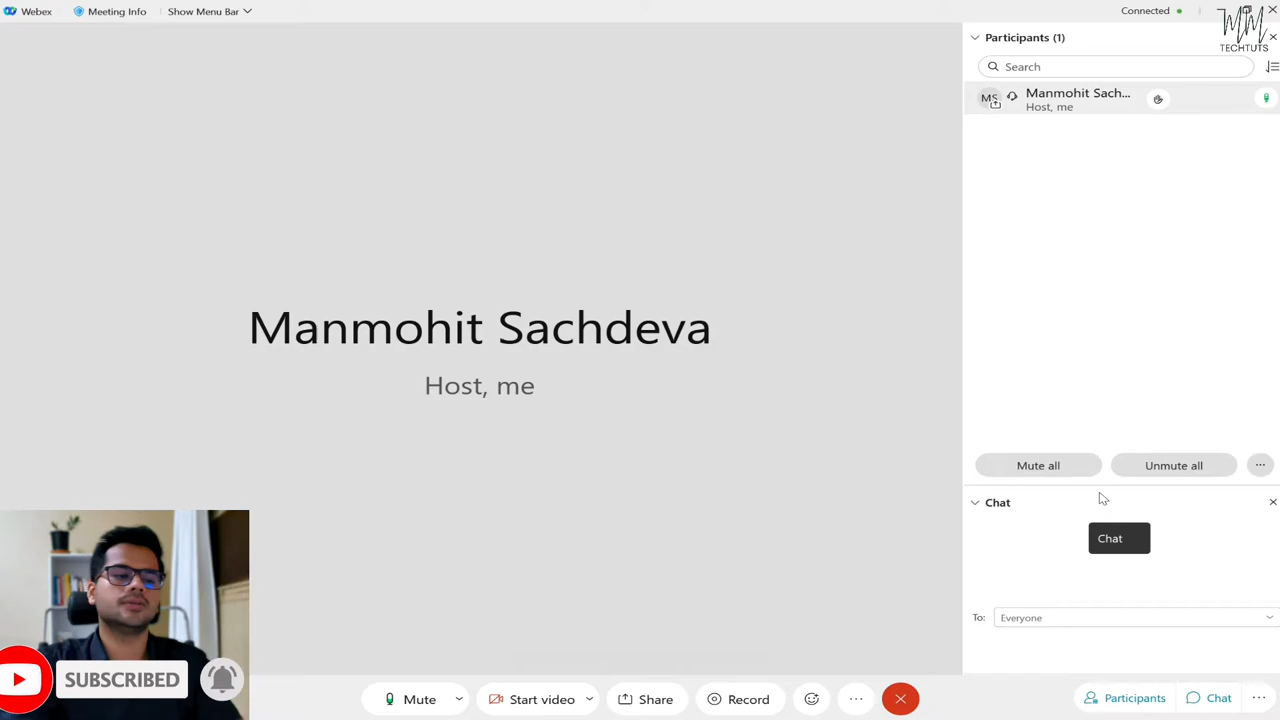 Webex
Meeting Info
Show Menu Bar
Connected
TECHTUTS
Participants (1)
Search
MS
Manmohit Sach...
Host, me
Manmohit Sachdeva
Host, me
Mute all
Unmute all
Chat
Chat
To:
Everyone
SUBSCRIBED
Mute
Start video
Share
Record
Participants
Chat